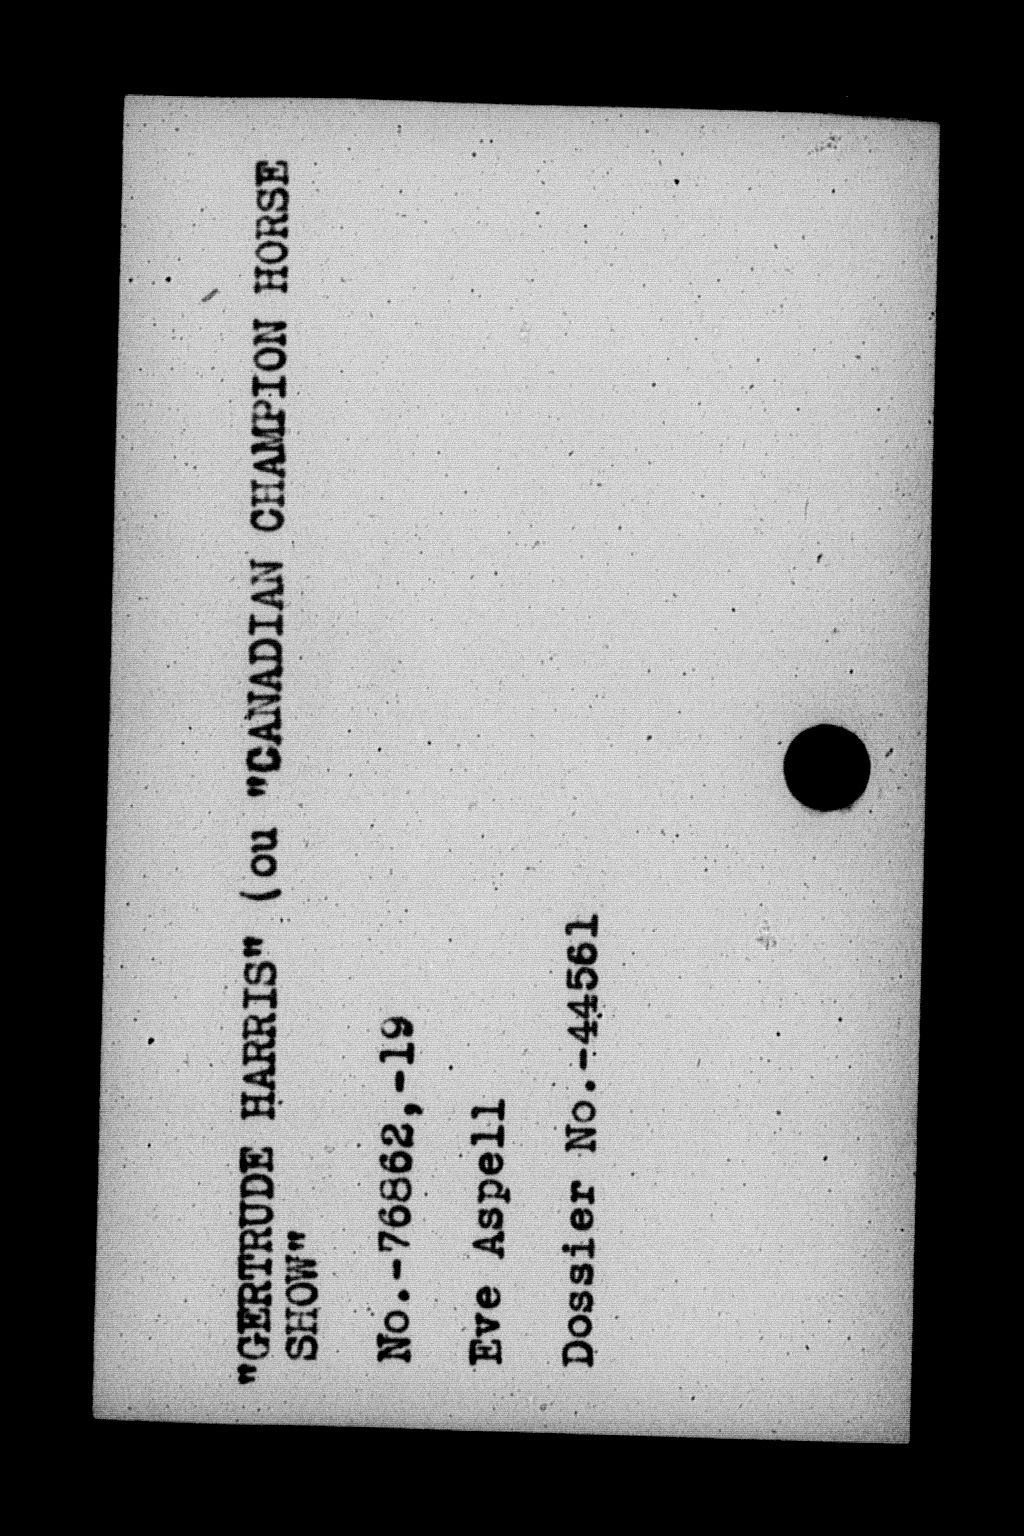 "GERTRUDE HARRIS" (ou "CANADIAN CHAMPION HORSE
SHOW"
No.-76862,-19
Eve Aspell
Dossier No.-44561